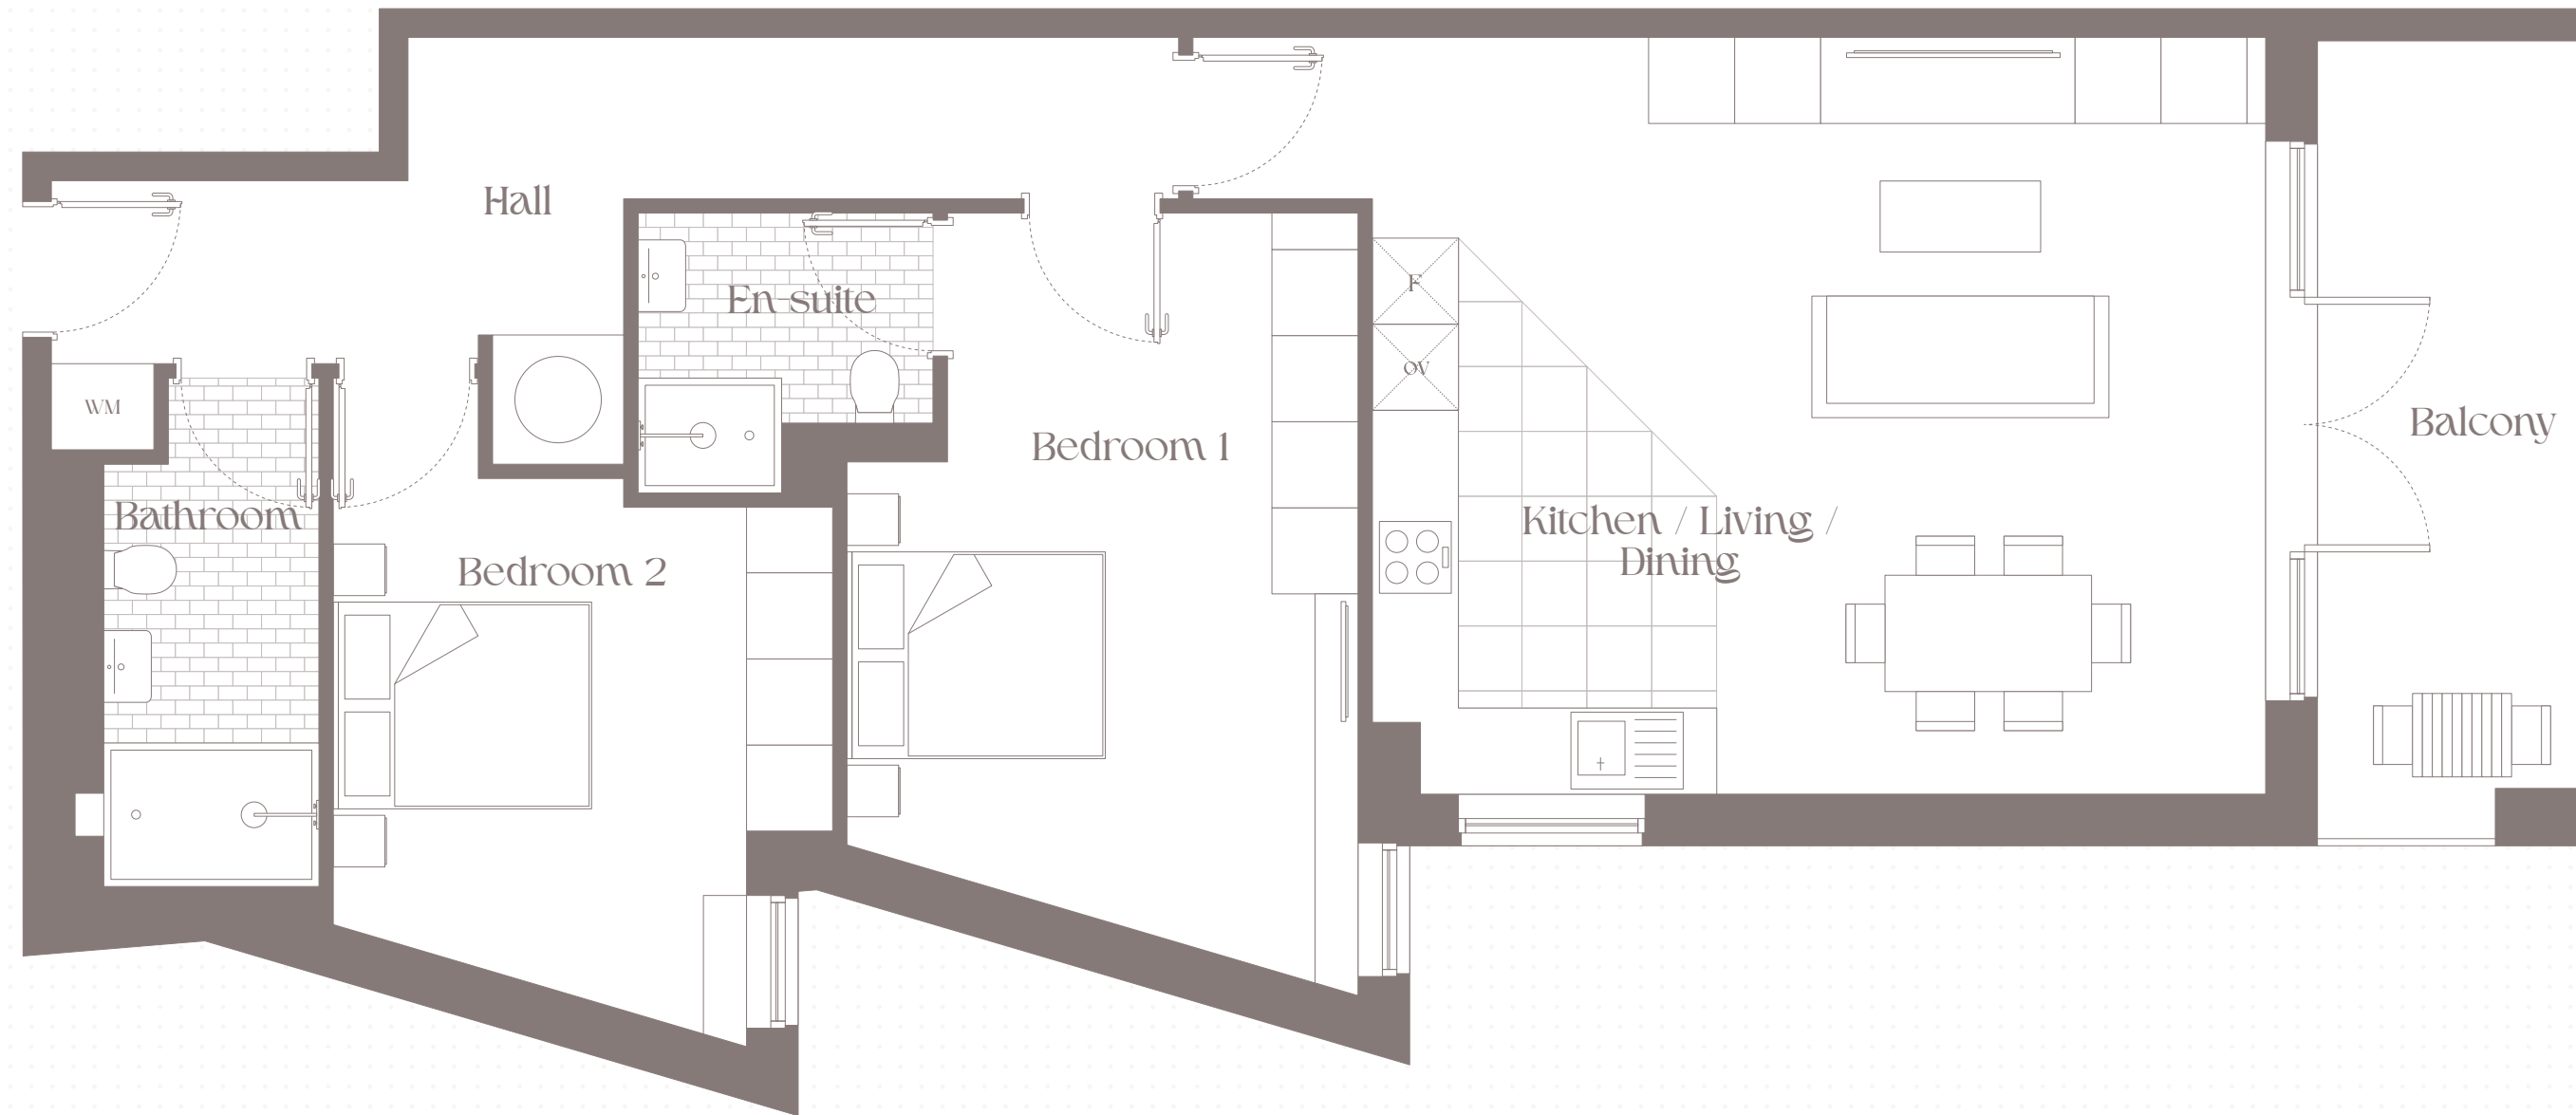 Hall
En-suite
F
OV
WM
Bedroom 1
Balcony
Bathroom
Bedroom 2
Kitchen / Living /
Dining